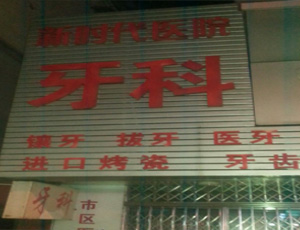 新时代医院
牙科
镶牙 拔牙 医牙
进口烤瓷 牙齿
牙科
市区